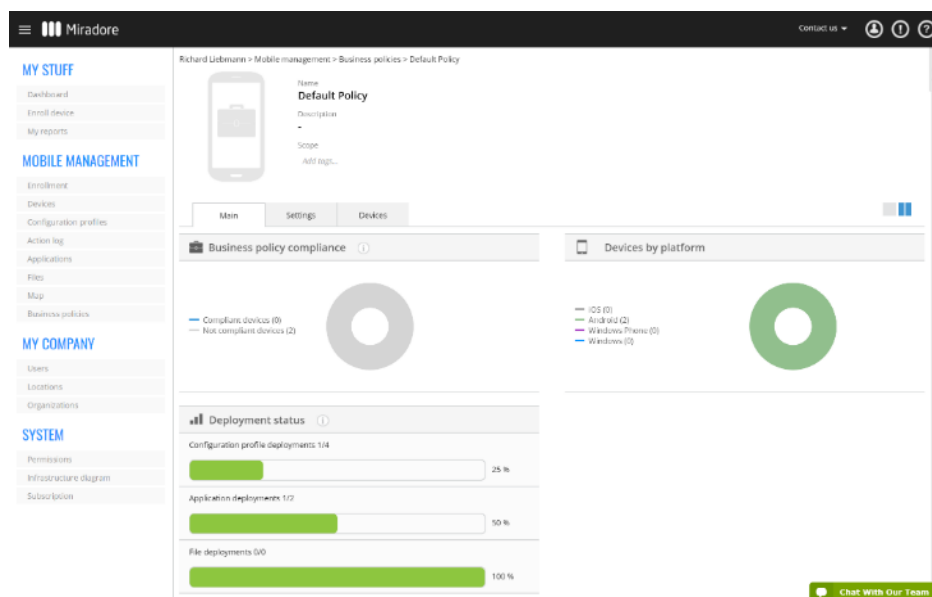 Miradore
Contact us
MY STUFF
Dashboard
Enroll device
My reports
MOBILE MANAGEMENT
Enrollment
Devices
Configuration profiles
Action log
Applications
Files
Map
Business policies
MY COMPANY
Users
Locations
Organizations
SYSTEM
Permissions
Infrastructure diagram
Subscription
Richard Liebmann > Mobile management > Business policies > Default Policy
Name
Default Policy
Description
-
Scope
Add tags...
Main Settings Devices
Business policy compliance
Compliant devices (0)
Not compliant devices (2)
Devices by platform
iOS (0)
Android (2)
Windows Phone (0)
Windows (0)
Deployment status
Configuration profile deployments 1/4
25 %
Application deployments 1/2
50 %
File deployments 0/0
100 %
Chat With Our Team